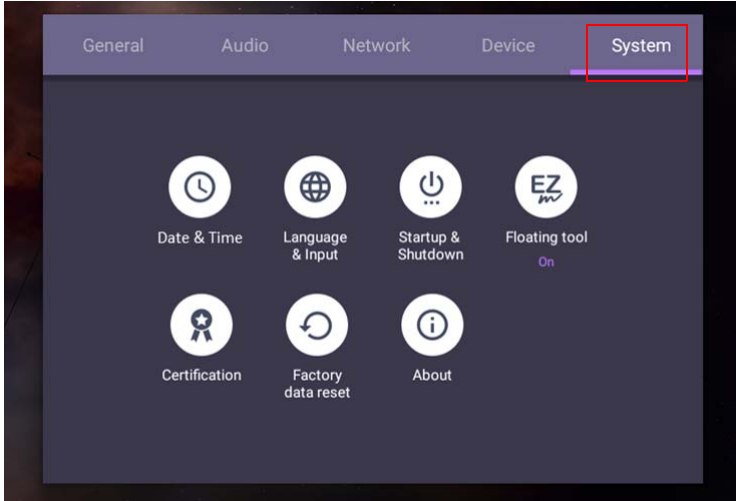 General Audio Network Device System
EZ
Date & Time Language & Input Startup & Shutdown Floating tool
On
Certification Factory data reset About